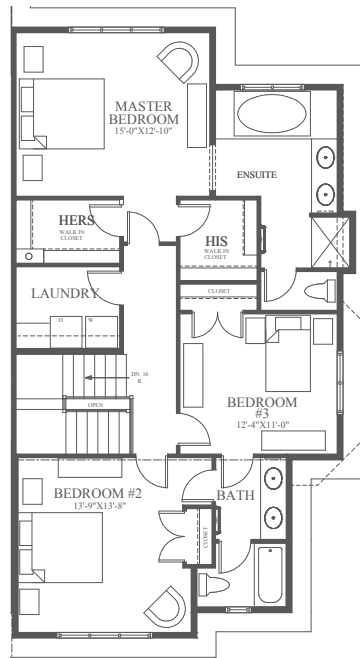 MASTER
BEDROOM
15'-0"X12'-10"
ENSUITE
HERS
WALK IN
CLOSET
HIS
WALK IN
CLOSET
LAUNDRY
D
W
CLOSET
DN. 16
R.
OPEN
BEDROOM
#3
12'-4"X11'-0"
BEDROOM #2
13'-9"X13'-8"
BATH
CLOSET